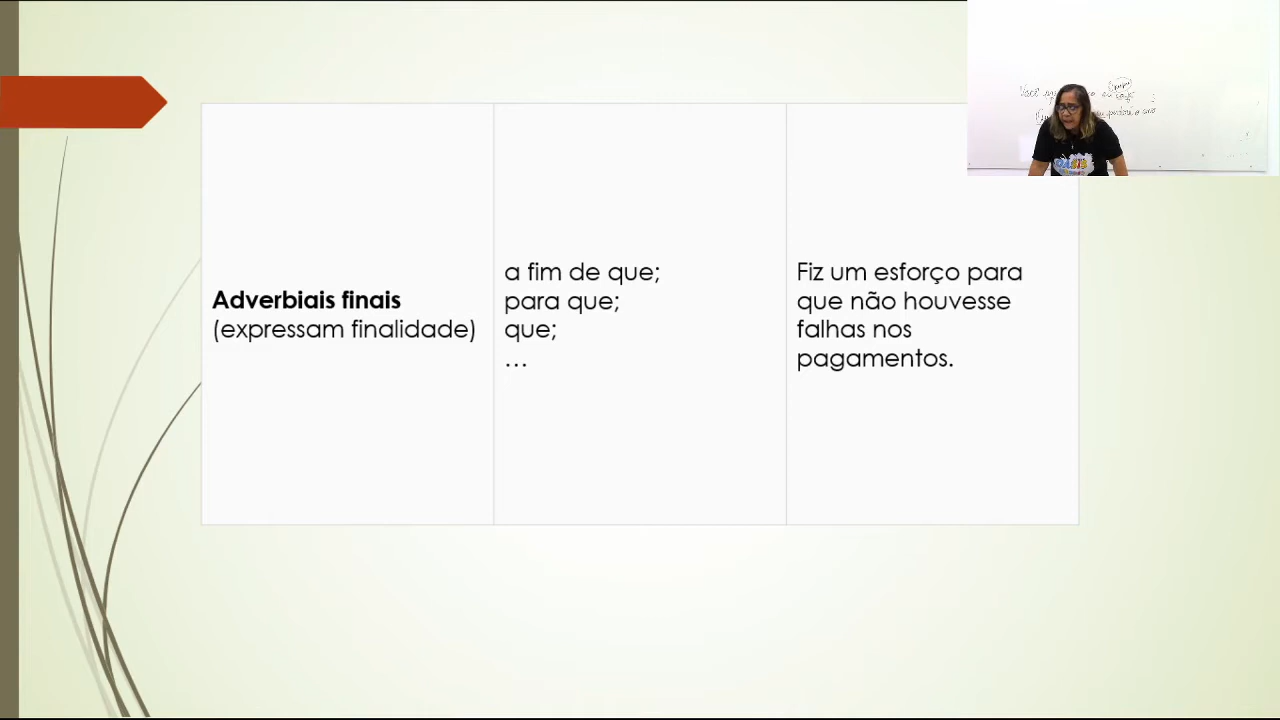 Adverbiais finais
(expressam finalidade)
a fim de que;
para que;
que;
…
Fiz um esforço para
que não houvesse
falhas nos
pagamentos.
Você